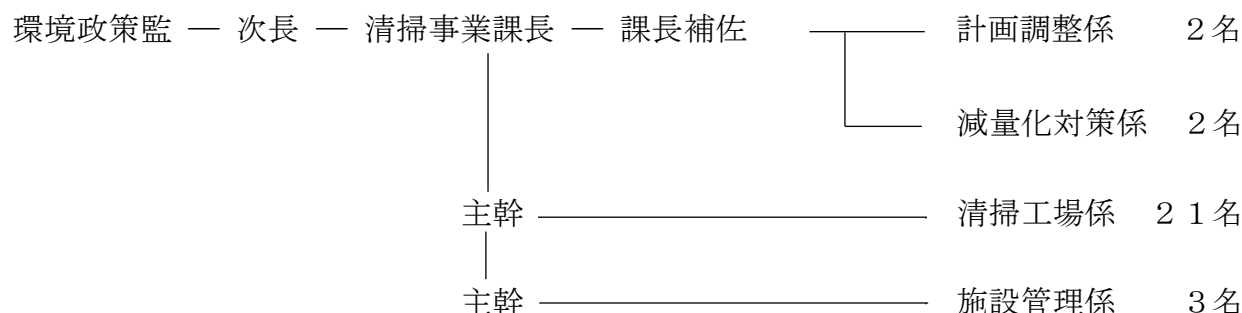 環境政策監 ― 次長 ― 清掃事業課長 ― 課長補佐 計画調整係 2名
減量化対策係 2名
主幹 清掃工場係 21名
主幹 施設管理係 3名